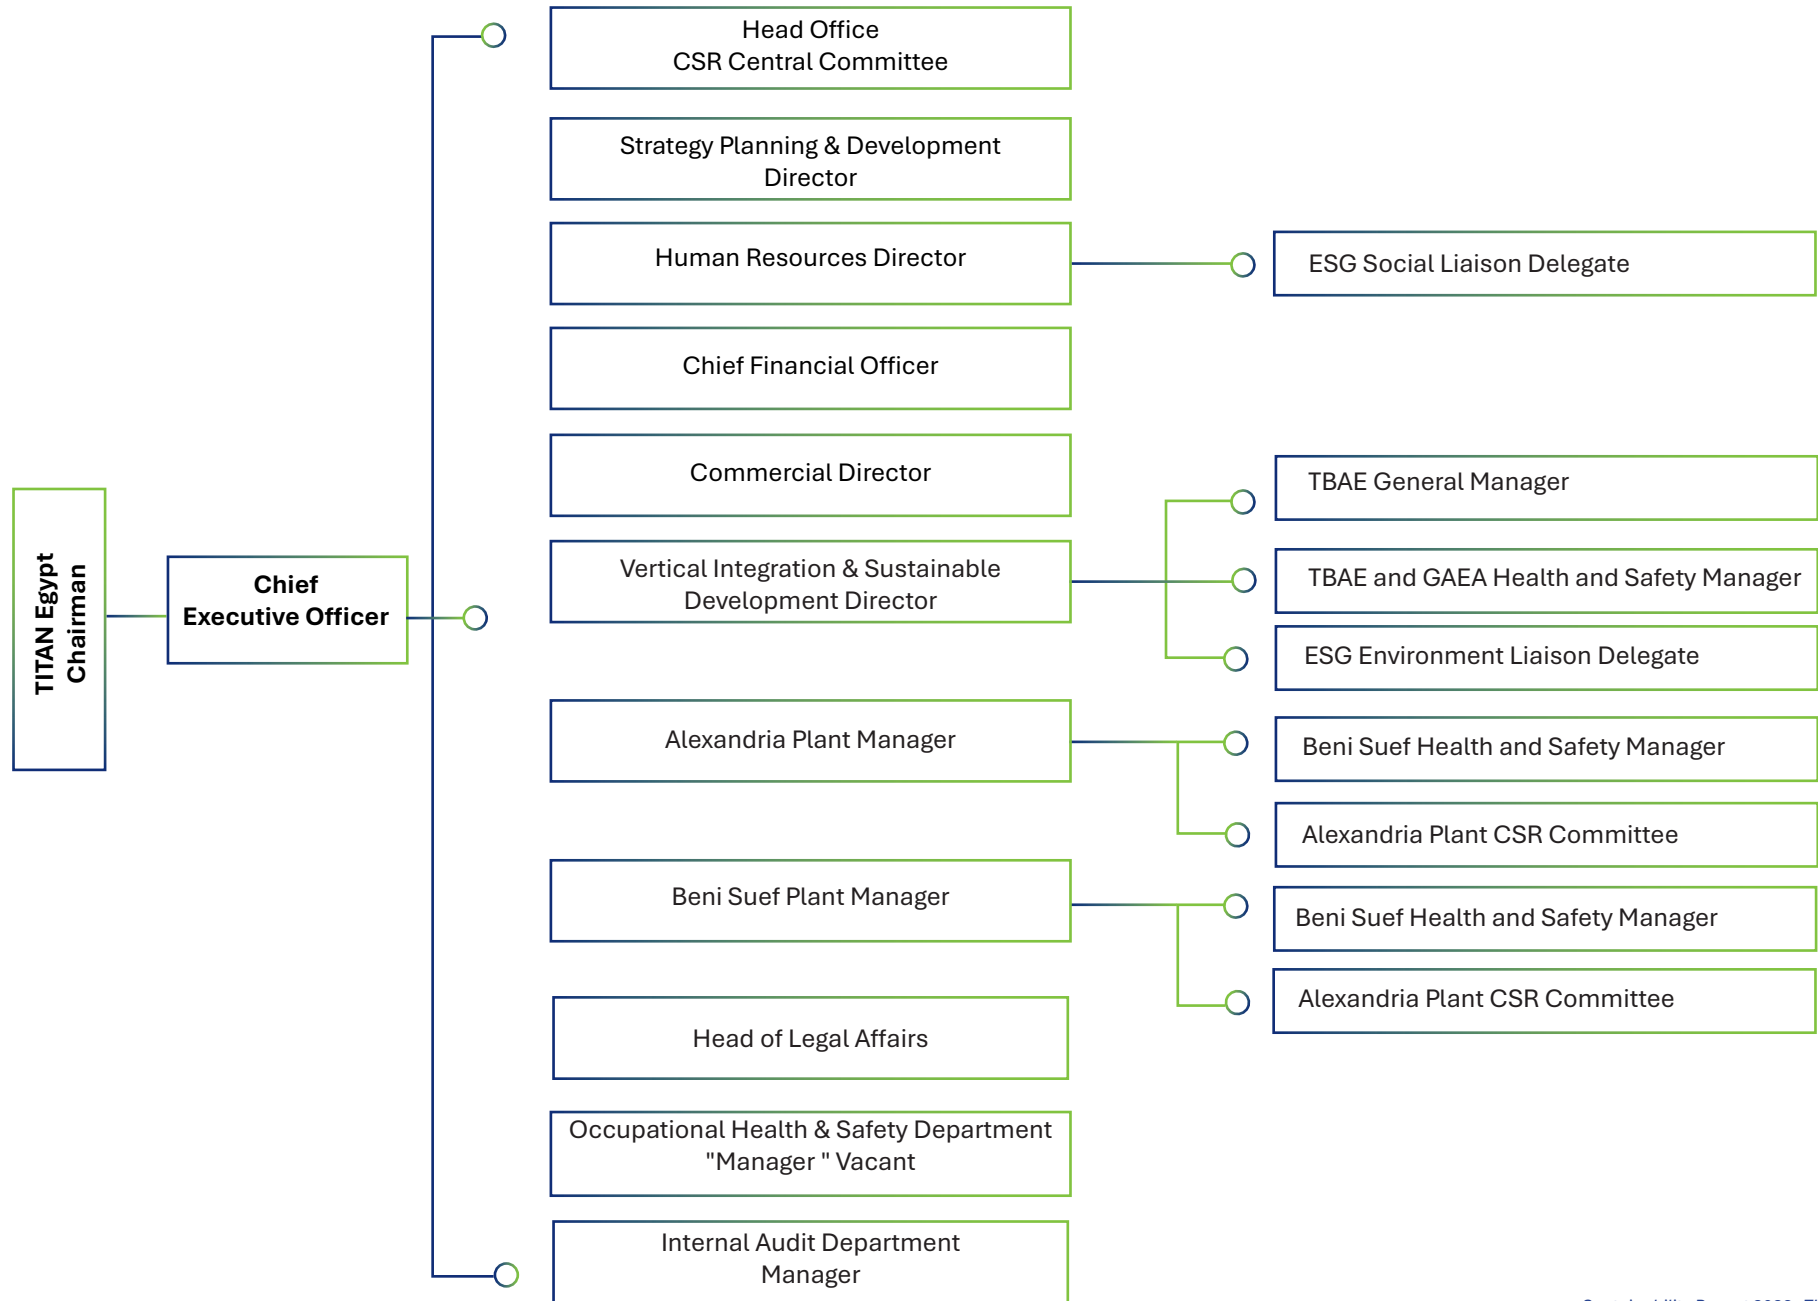 TITAN Egypt
Chairman
Chief
Executive Officer
Head Office
CSR Central Committee
Strategy Planning & Development
Director
Human Resources Director
ESG Social Liaison Delegate
Chief Financial Officer
Commercial Director
Vertical Integration & Sustainable
Development Director
TBAE General Manager
TBAE and GAEA Health and Safety Manager
ESG Environment Liaison Delegate
Alexandria Plant Manager
Beni Suef Health and Safety Manager
Alexandria Plant CSR Committee
Beni Suef Plant Manager
Beni Suef Health and Safety Manager
Alexandria Plant CSR Committee
Head of Legal Affairs
Occupational Health & Safety Department
"Manager " Vacant
Internal Audit Department
Manager